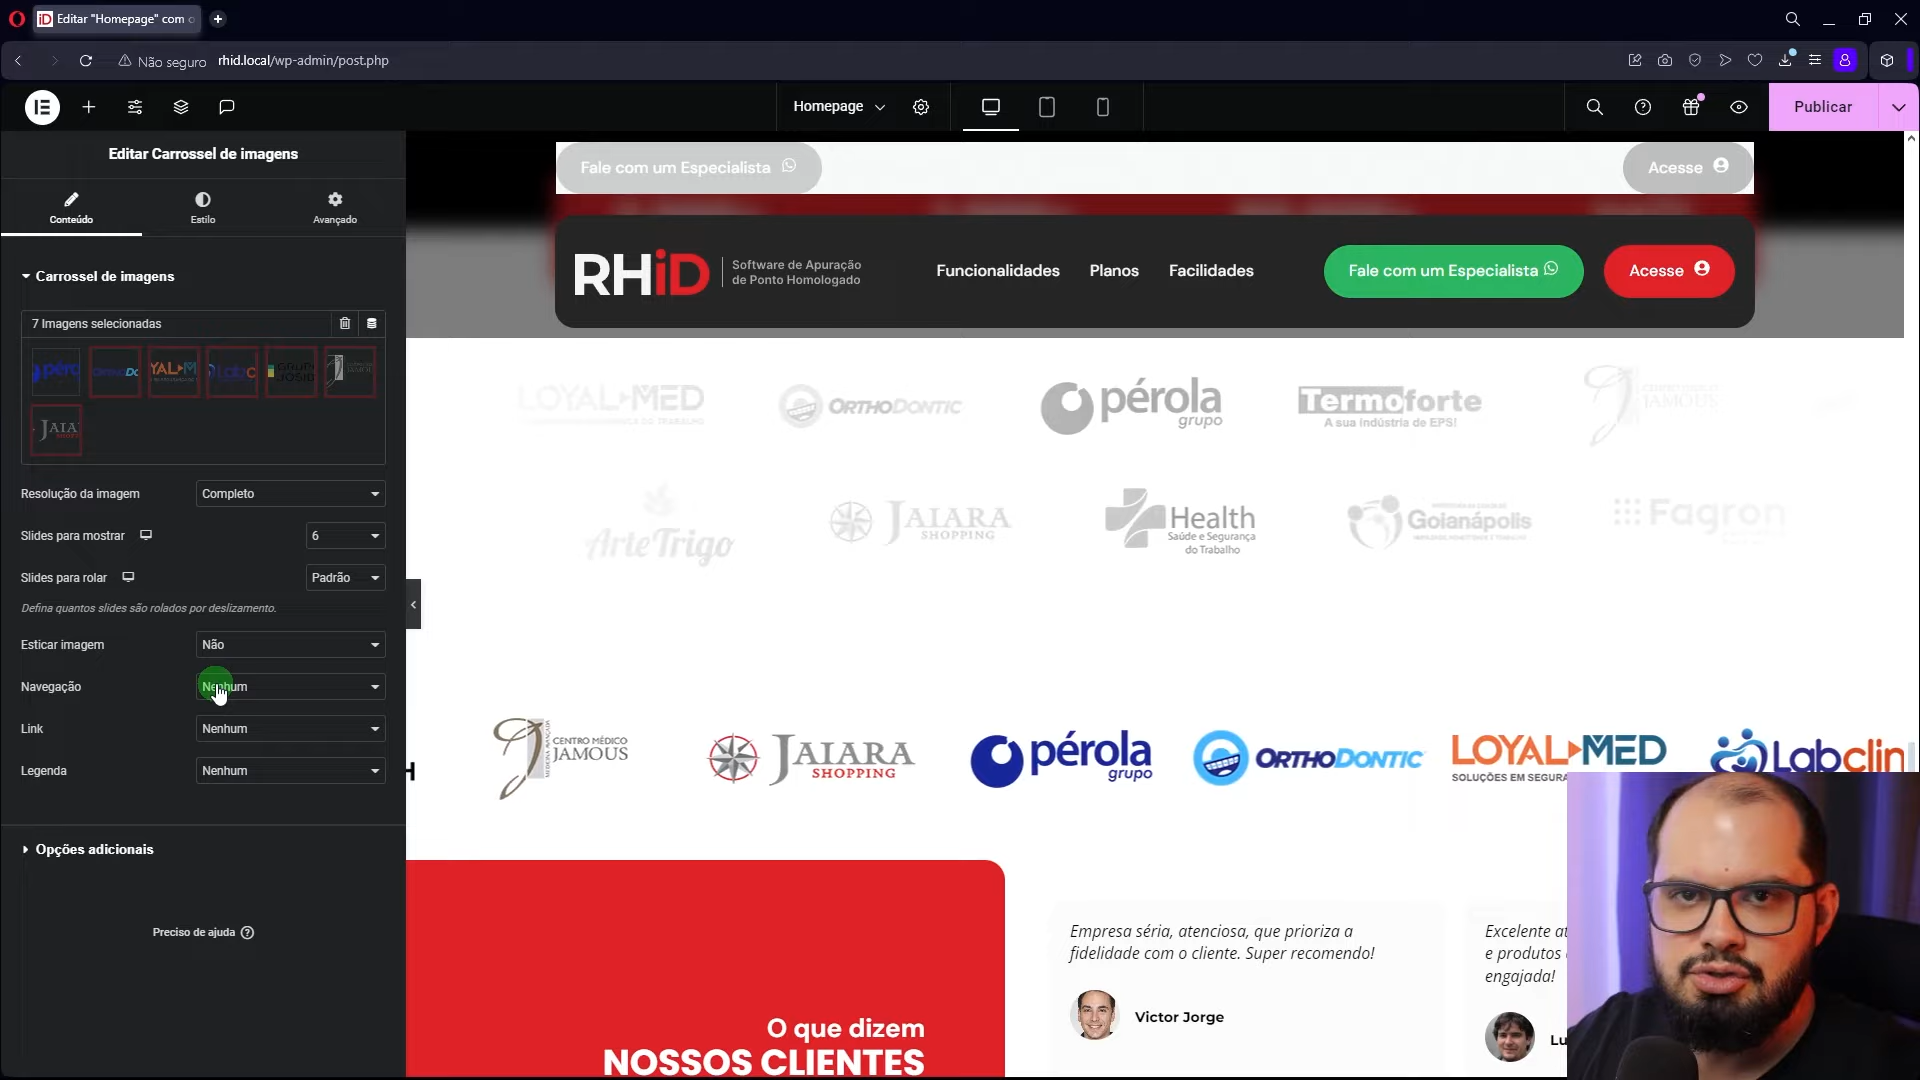 Editar "Homepage" com o
Não seguro
rhid.local/wp-admin/post.php
Homepage
Publicar
Editar Carrossel de imagens
Conteúdo
Estilo
Avançado
Carrossel de imagens
7 Imagens selecionadas
Resolução da imagem
Completo
Slides para mostrar
6
Slides para rolar
Padrão
Defina quantos slides são rolados por deslizamento.
Esticar imagem
Não
Navegação
Nenhum
Link
Nenhum
Legenda
Nenhum
Opções adicionais
Preciso de ajuda
Fale com um Especialista
Acesse
RHiD
Software de Apuração
de Ponto Homologado
Funcionalidades
Planos
Facilidades
Fale com um Especialista
Acesse
LOYAL MED
ORTHODONTIC
pérola
grupo
Termoforte
A sua indústria de EPS!
JAMOUS
ArteTrigo
JAIARA
SHOPPING
Health
Saúde e Segurança
do Trabalho
Goianápolis
Fagron
CENTRO MÉDICO
JAMOUS
JAIARA
SHOPPING
pérola
grupo
ORTHODONTIC
LOYAL MED
SOLUÇÕES EM SEGURA
Labclin
O que dizem
NOSSOS CLIENTES
Empresa séria, atenciosa, que prioriza a
fidelidade com o cliente. Super recomendo!
Victor Jorge
Excelente at
e produtos
engajada!
Lu